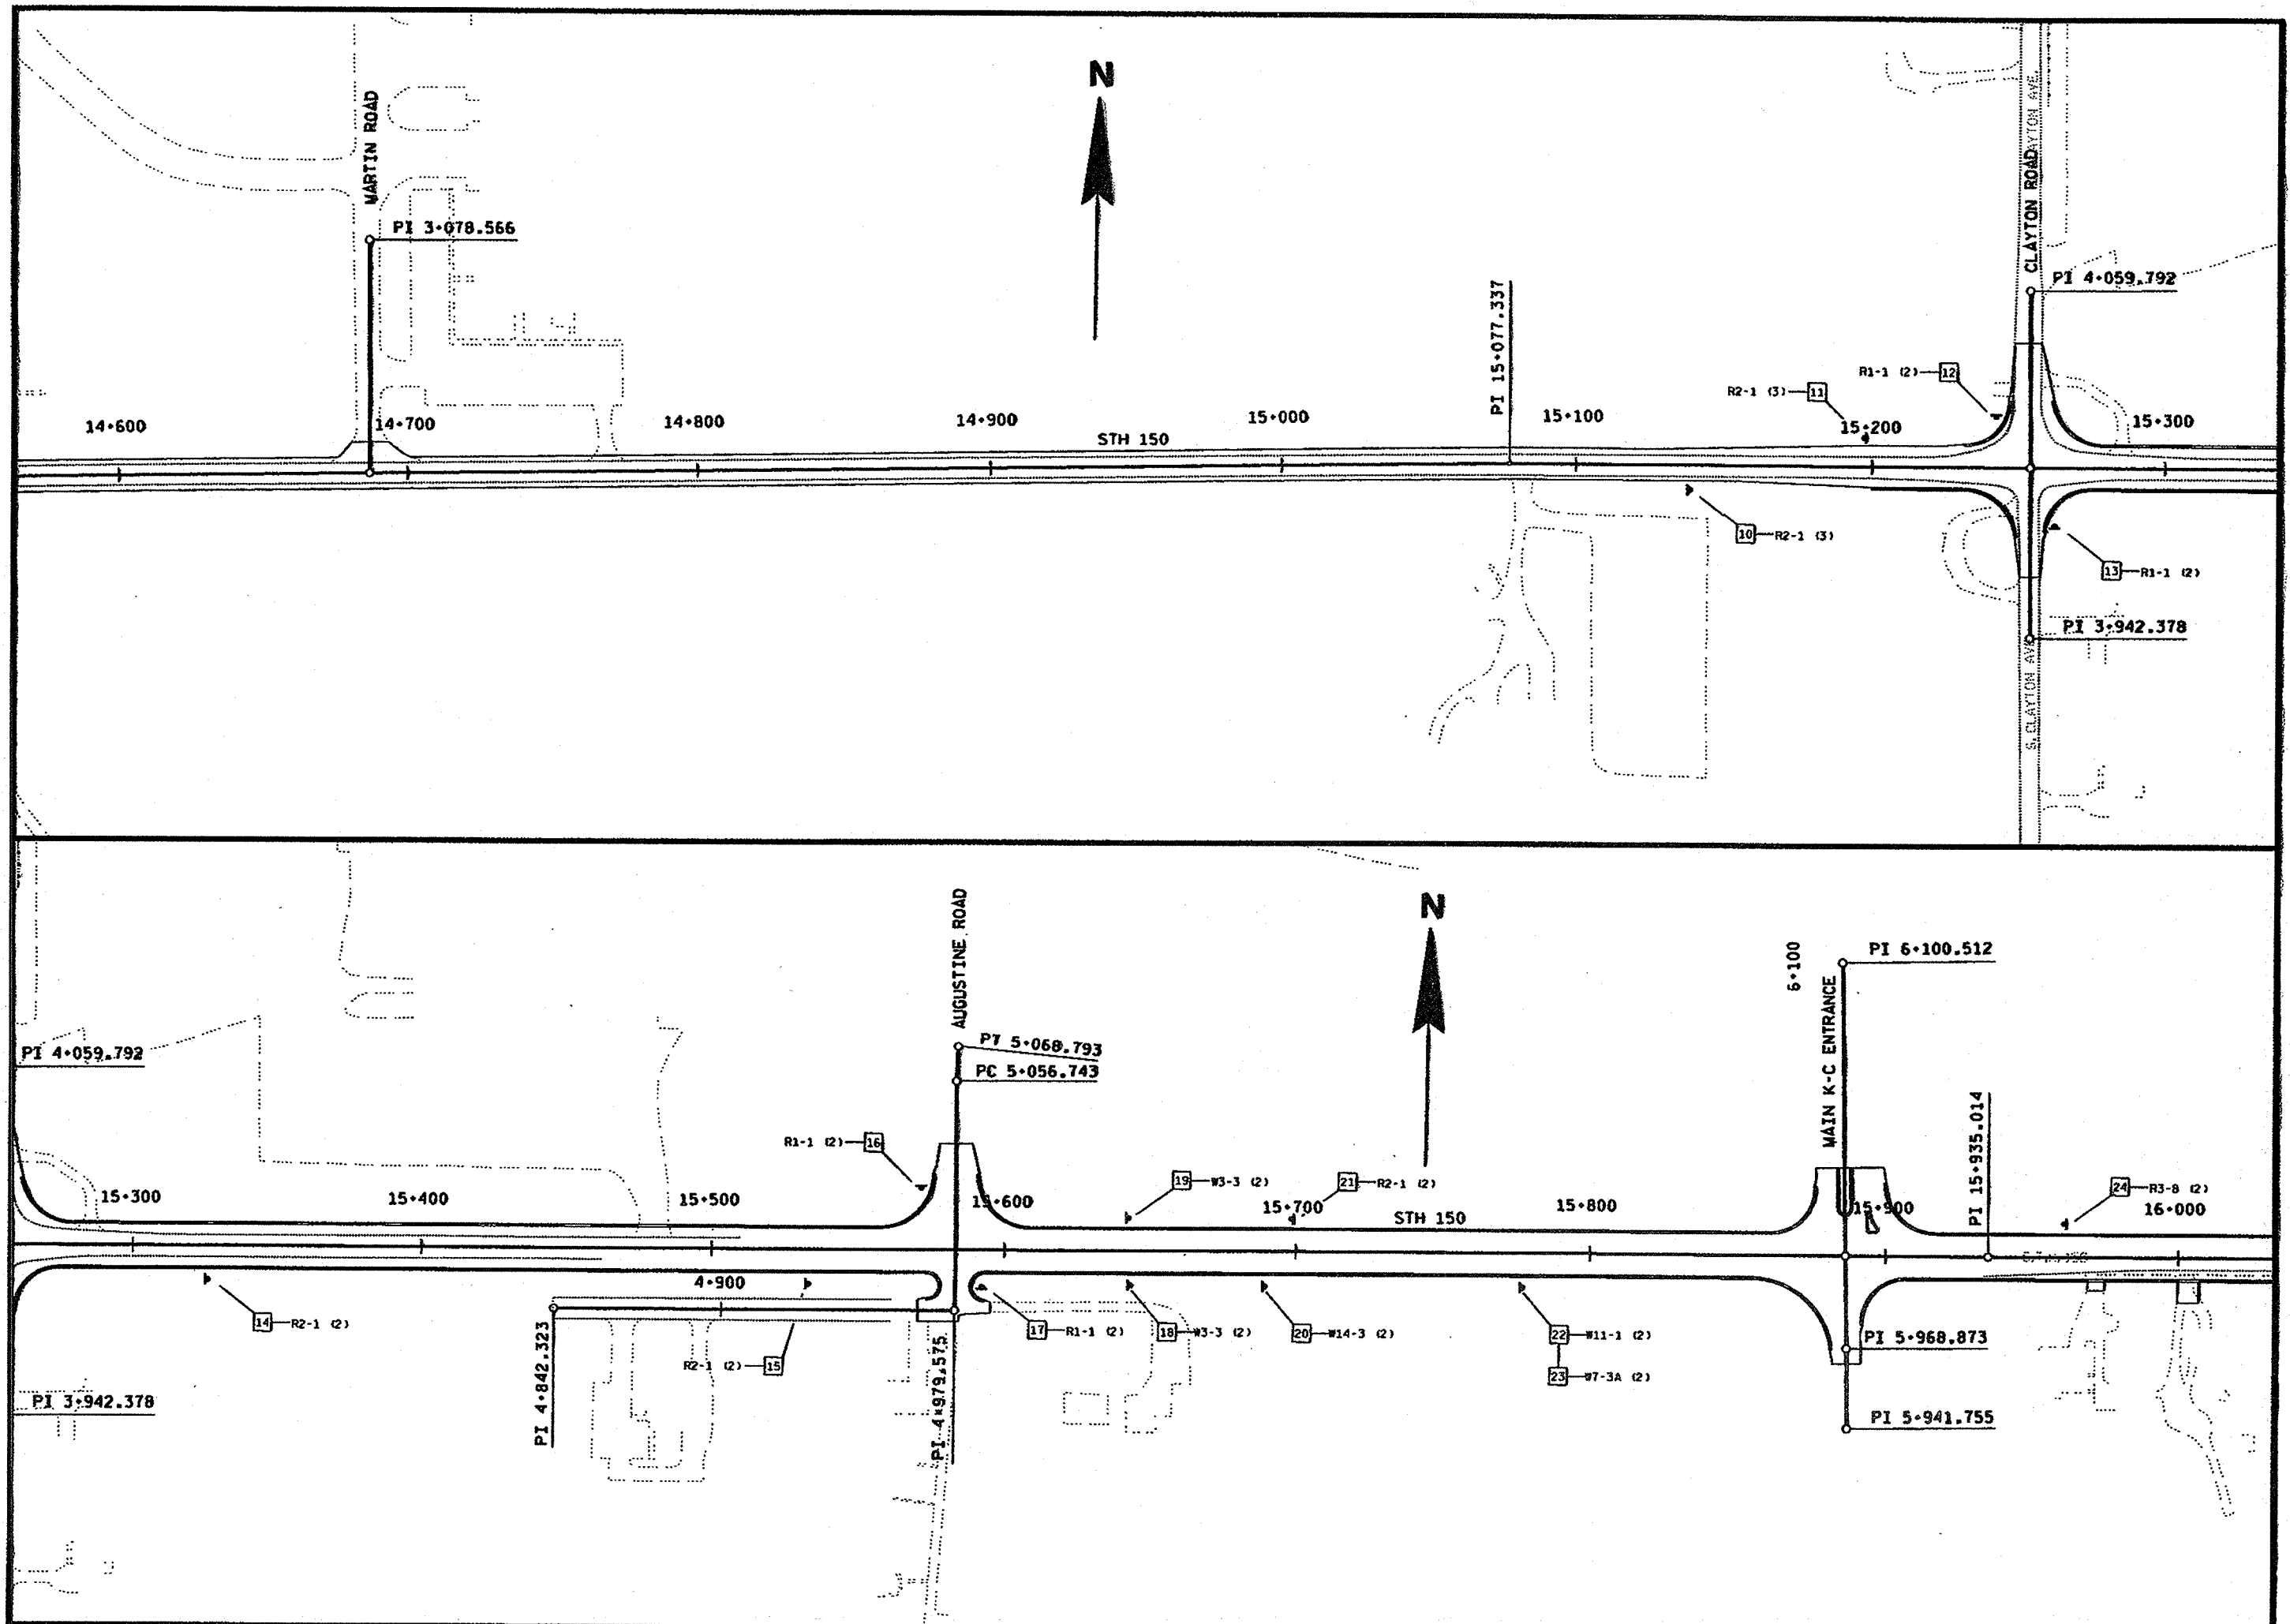 N
MARTIN ROAD
PI 3+078.566
CLAYTON ROAD
CLAYTON AVE.
PI 4+059.792
PI 15+077.337
R1-1 (2) 12
R2-1 (3) 11
14+600
14+700
14+800
14+900
15+000
15+100
15+200
15+300
STH 150
10 R2-1 (3)
13 R1-1 (2)
PI 3+942.378
S. CLAYTON AVE
N
AUGUSTINE ROAD
6+100
PI 6+100.512
MAIN K-C ENTRANCE
PI 4+059.792
PT 5+068.793
PC 5+056.743
PI 15+935.014
R1-1 (2) 16
19 W3-3 (2)
21 R2-1 (2)
24 R3-8 (2)
15+300
15+400
15+500
15+600
15+700
STH 150
15+800
15+900
16+000
4+900
14 R2-1 (2)
R2-1 (2) 15
17 R1-1 (2)
18 W3-3 (2)
20 W14-3 (2)
22 W11-1 (2)
23 W7-3A (2)
PI 5+968.873
PI 4+842.323
PI 4+979.575
PI 3+942.378
PI 5+941.755